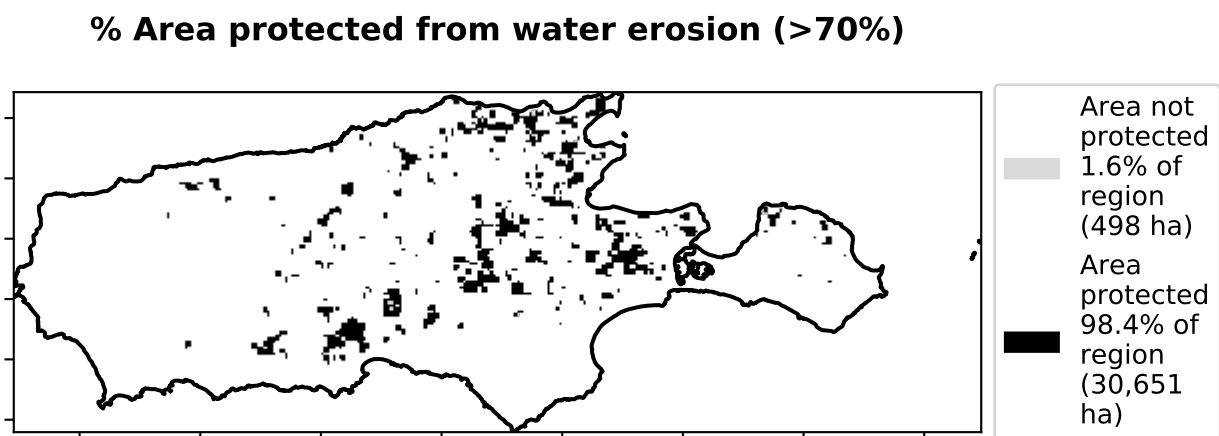 % Area protected from water erosion (>70%)
Area not
protected
1.6% of
region
(498 ha)
Area
protected
98.4% of
region
(30,651
ha)